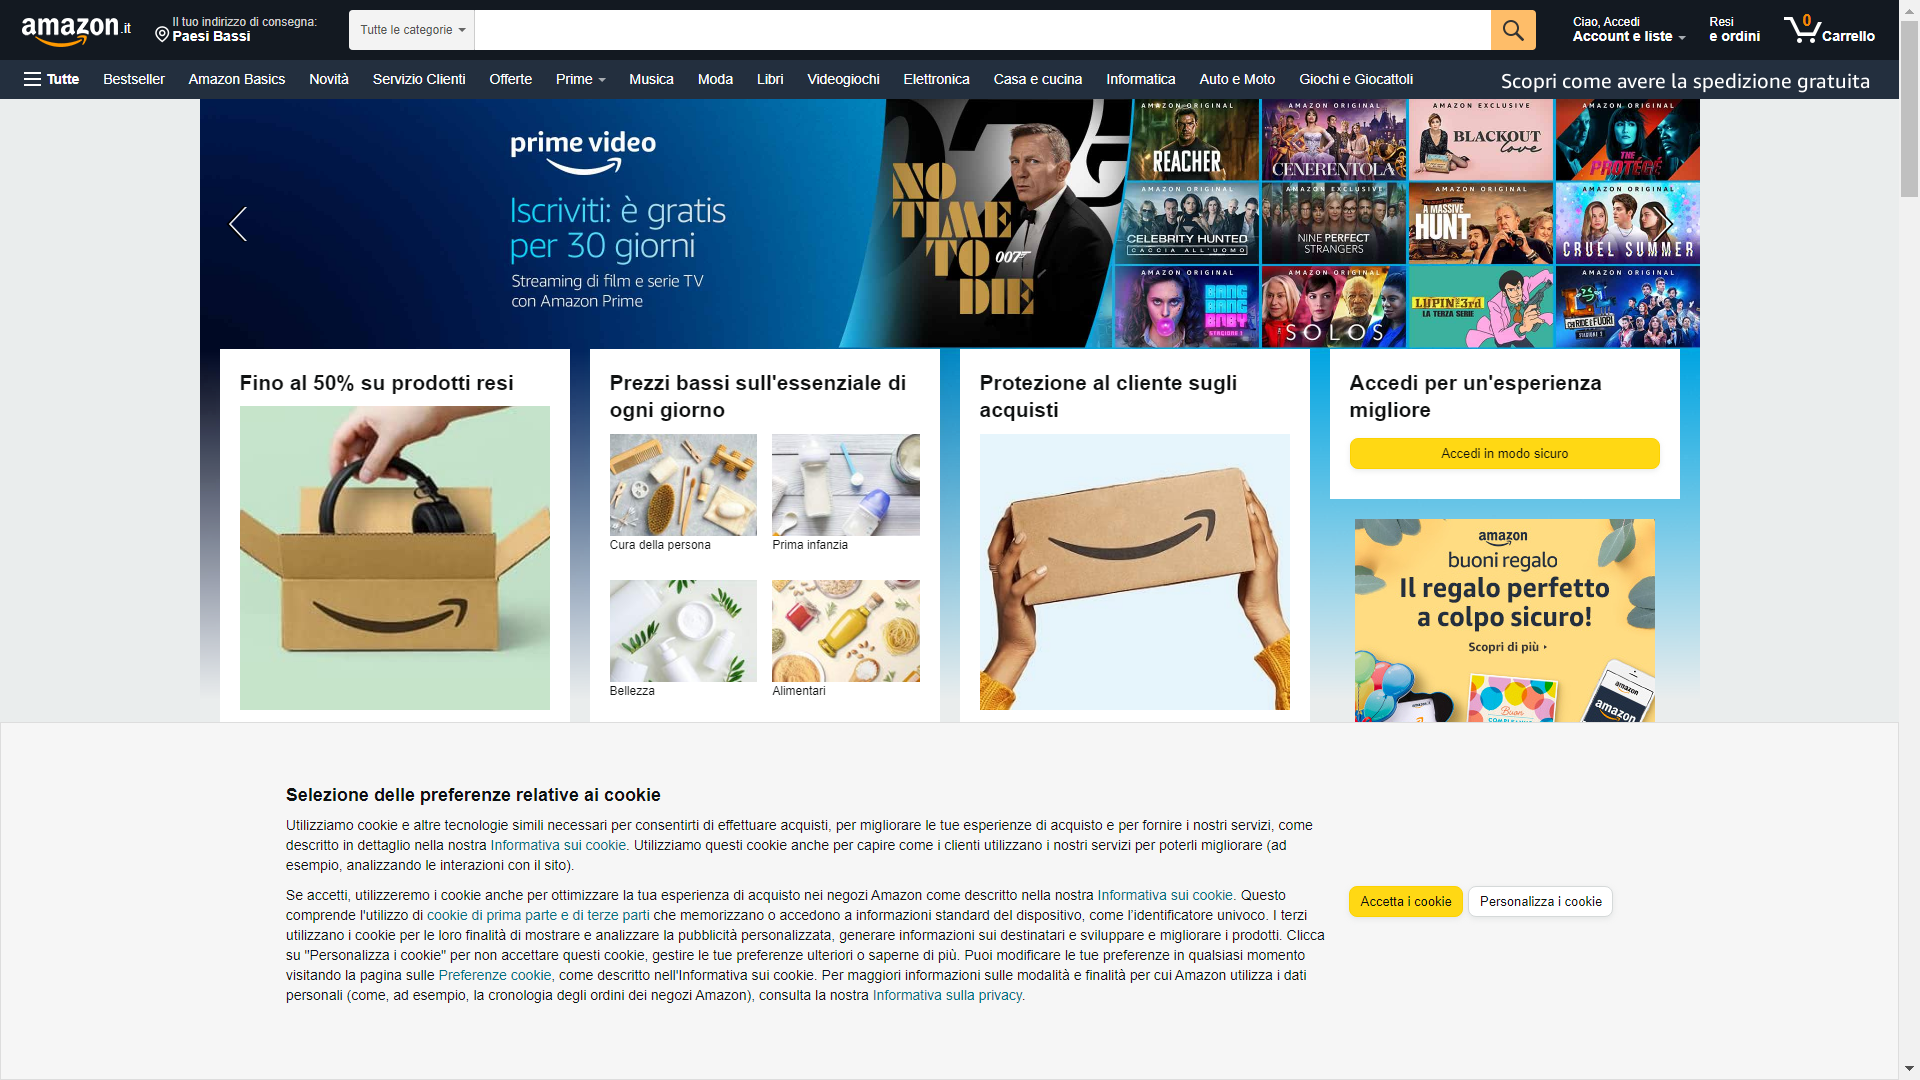 amazon.it
Il tuo indirizzo di consegna:
Paesi Bassi
Tutte le categorie
Ciao, Accedi
Account e liste
Resi
e ordini
0
Carrello
Tutte
Bestseller
Amazon Basics
Novità
Servizio Clienti
Offerte
Prime
Musica
Moda
Libri
Videogiochi
Elettronica
Casa e cucina
Informatica
Auto e Moto
Giochi e Giocattoli
Scopri come avere la spedizione gratuita
prime video
Iscriviti: è gratis
per 30 giorni
Streaming di film e serie TV
con Amazon Prime
NO
TIME
TO
DIE
007
AMAZON ORIGINAL
REACHER
AMAZON ORIGINAL
CENERENTOLA
AMAZON EXCLUSIVE
BLACKOUT
Love
AMAZON ORIGINAL
THE
PROTÉGÉ
AMAZON ORIGINAL
CELEBRITY HUNTED
CACCIA ALL'UOMO
AMAZON EXCLUSIVE
NINE PERFECT
STRANGERS
AMAZON ORIGINAL
A MASSIVE
HUNT
AMAZON ORIGINAL
CRUEL SUMMER
AMAZON ORIGINAL
BANG
BANG
BABY
STAGIONE 1
AMAZON ORIGINAL
SOLOS
LUPIN THE 3rd
LA TERZA SERIE
AMAZON ORIGINAL
LOL
CHI RIDE È FUORI
STAGIONE 2
Fino al 50% su prodotti resi
Prezzi bassi sull'essenziale di
ogni giorno
Cura della persona
Prima infanzia
Bellezza
Alimentari
Protezione al cliente sugli
acquisti
Accedi per un'esperienza
migliore
Accedi in modo sicuro
amazon
buoni regalo
Il regalo perfetto
a colpo sicuro!
Scopri di più
Buon
amazon
amazon
Selezione delle preferenze relative ai cookie
Utilizziamo cookie e altre tecnologie simili necessari per consentirti di effettuare acquisti, per migliorare le tue esperienze di acquisto e per fornire i nostri servizi, come
descritto in dettaglio nella nostra Informativa sui cookie. Utilizziamo questi cookie anche per capire come i clienti utilizzano i nostri servizi per poterli migliorare (ad
esempio, analizzando le interazioni con il sito).
Se accetti, utilizzeremo i cookie anche per ottimizzare la tua esperienza di acquisto nei negozi Amazon come descritto nella nostra Informativa sui cookie. Questo
comprende l'utilizzo di cookie di prima parte e di terze parti che memorizzano o accedono a informazioni standard del dispositivo, come l’identificatore univoco. I terzi
utilizzano i cookie per le loro finalità di mostrare e analizzare la pubblicità personalizzata, generare informazioni sui destinatari e sviluppare e migliorare i prodotti. Clicca
su "Personalizza i cookie" per non accettare questi cookie, gestire le tue preferenze ulteriori o saperne di più. Puoi modificare le tue preferenze in qualsiasi momento
visitando la pagina sulle Preferenze cookie, come descritto nell'Informativa sui cookie. Per maggiori informazioni sulle modalità e finalità per cui Amazon utilizza i dati
personali (come, ad esempio, la cronologia degli ordini dei negozi Amazon), consulta la nostra Informativa sulla privacy.
Accetta i cookie
Personalizza i cookie